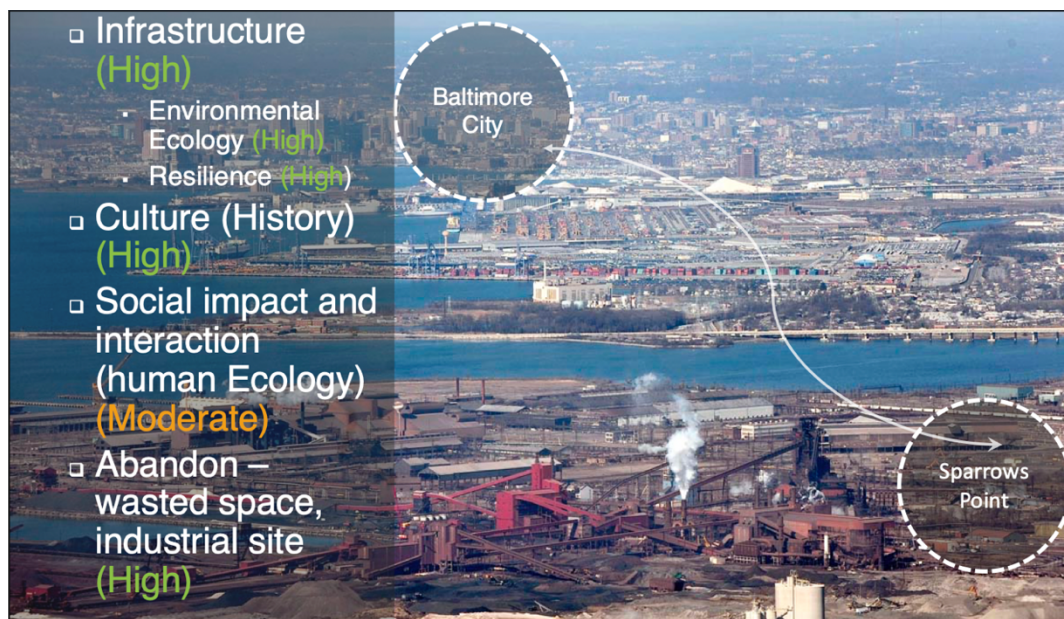 Infrastructure
(High)
Environmental
Ecology (High)
Resilience (High)
Culture (History)
(High)
Social impact and
interaction
(human Ecology)
(Moderate)
Abandon –
wasted space,
industrial site
(High)
Baltimore
City
Sparrows
Point